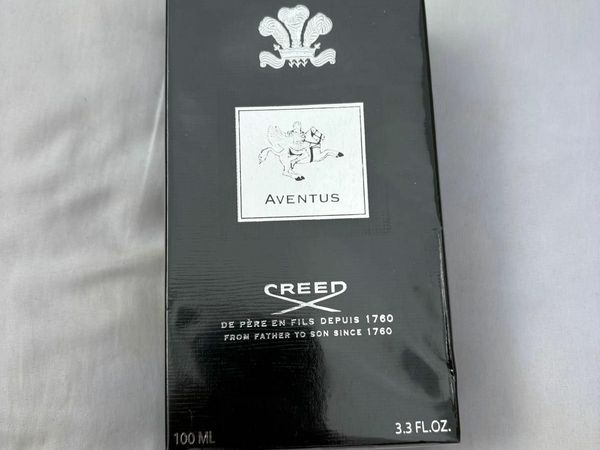 AVENTUS
CREED
DE PÈRE EN FILS DEPUIS 1760
FROM FATHER TO SON SINCE 1760
100 ML
3.3 FL.OZ.